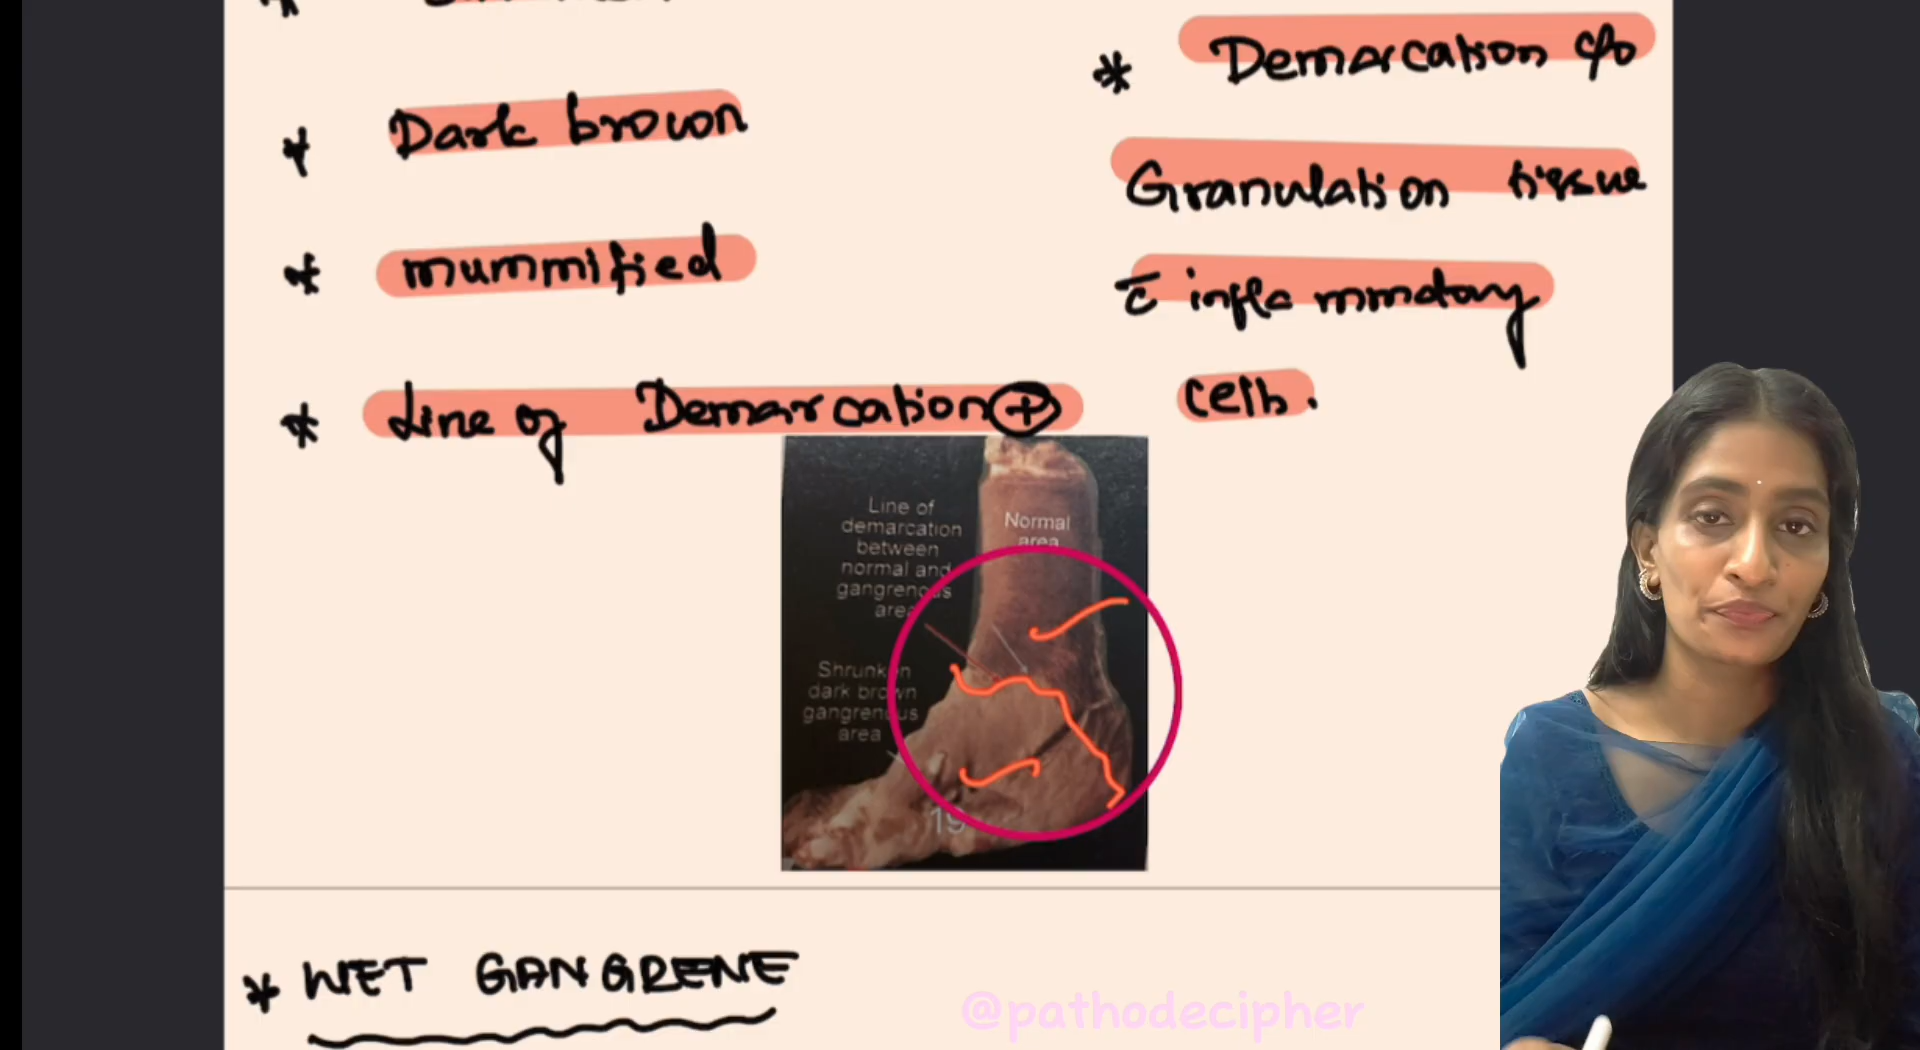 * Dark brown
* mummified
* Line of Demarcation +
* Demarcation c/o
Granulation tissue
c̄ inflammatory
cells.
Line of
demarcation
between
normal and
gangrenous
area
Normal
area
Shrunken
dark brown
gangrenous
area
19
* WET GANGRENE
@pathodecipher